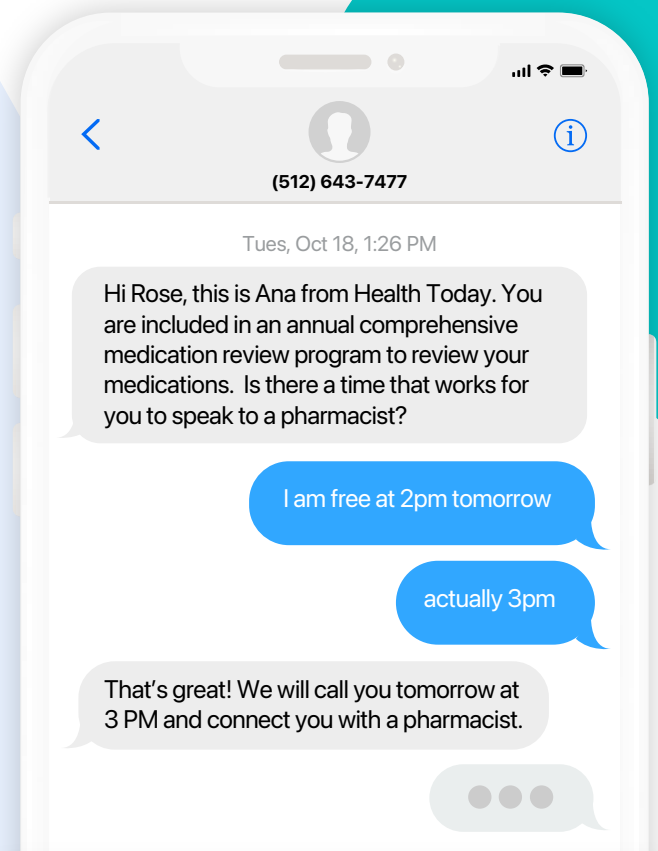 (512) 643-7477
Tues, Oct 18, 1:26 PM
Hi Rose, this is Ana from Health Today. You
are included in an annual comprehensive
medication review program to review your
medications.  Is there a time that works for
you to speak to a pharmacist?
I am free at 2pm tomorrow
actually 3pm
That’s great! We will call you tomorrow at
3 PM and connect you with a pharmacist.